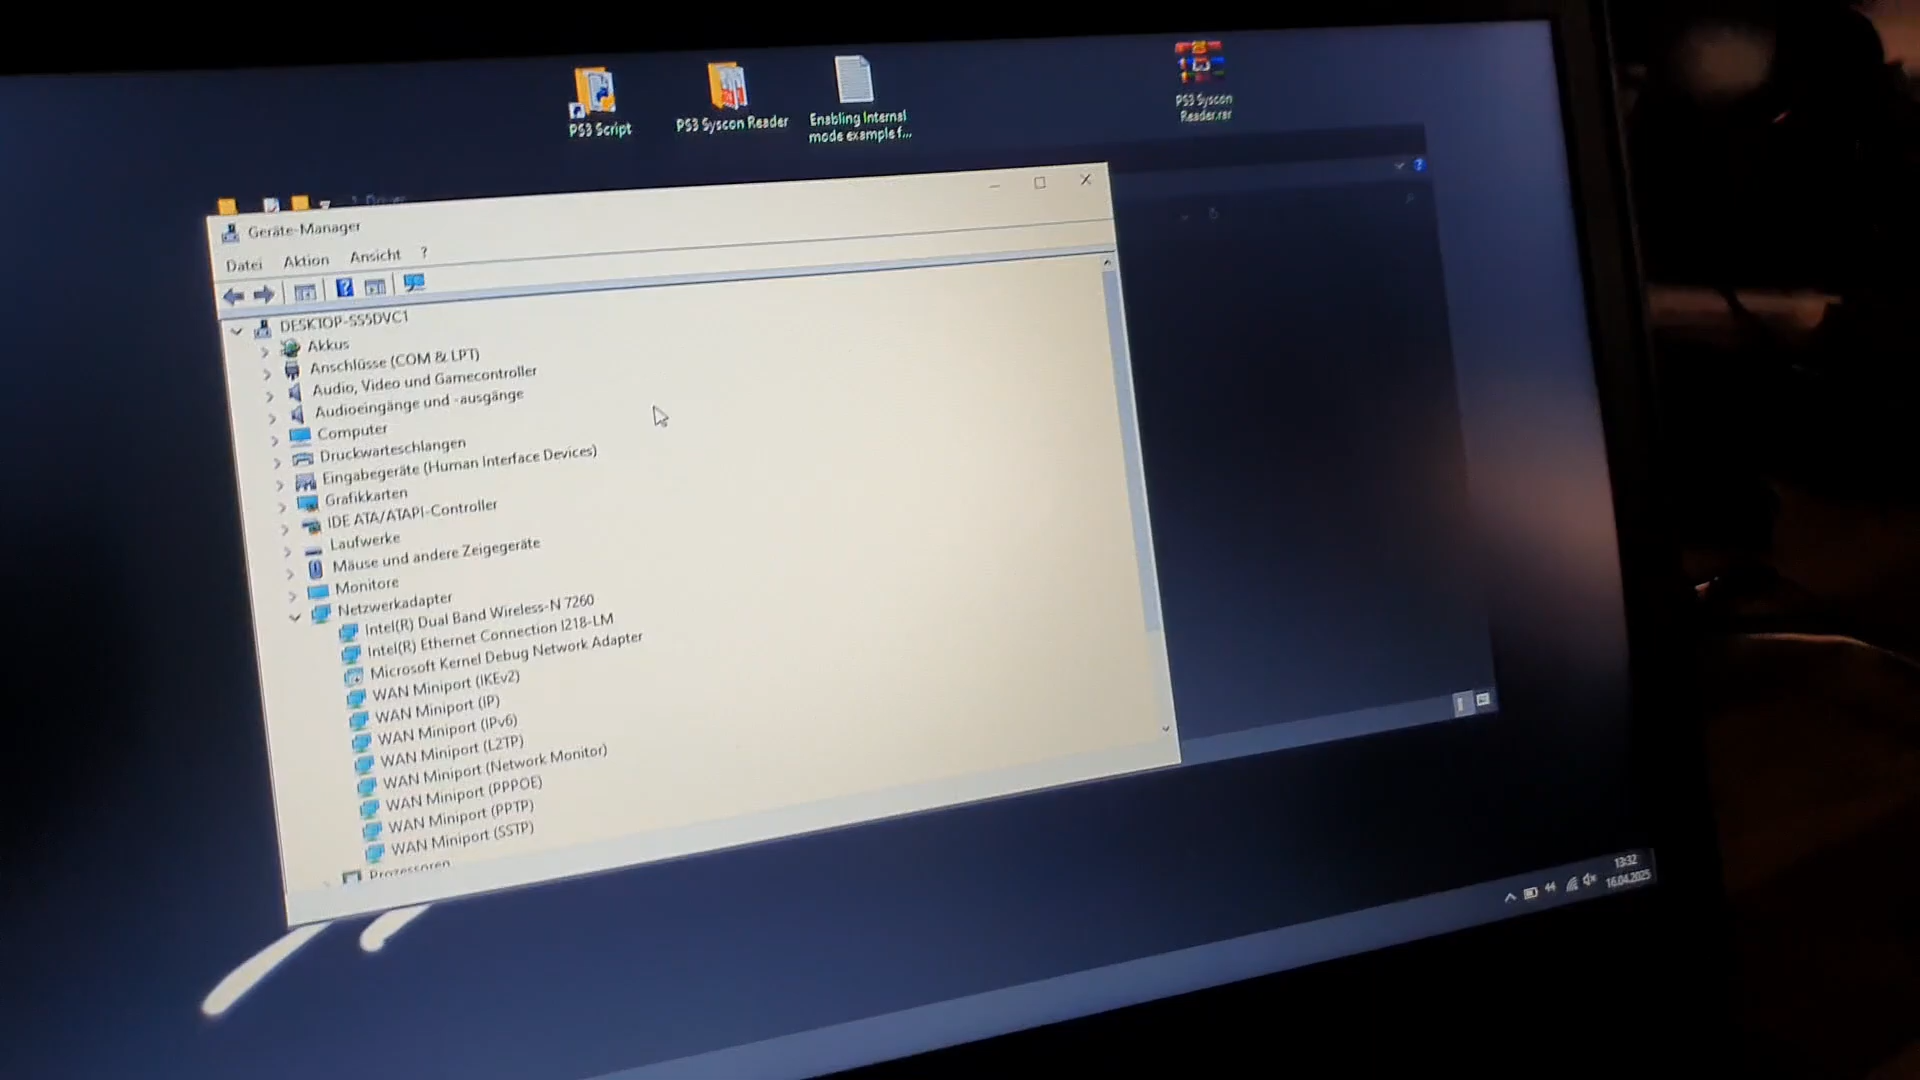 PS3 Script
PS3 Syscon Reader
Enabling Internal
mode example f...
PS3 Syscon
Reader.rar
Geräte-Manager
Datei Aktion Ansicht ?
DESKTOP-SS5DVC1
Akkus
Anschlüsse (COM & LPT)
Audio, Video und Gamecontroller
Audioeingänge und -ausgänge
Computer
Druckwarteschlangen
Eingabegeräte (Human Interface Devices)
Grafikkarten
IDE ATA/ATAPI-Controller
Laufwerke
Mäuse und andere Zeigegeräte
Monitore
Netzwerkadapter
Intel(R) Dual Band Wireless-N 7260
Intel(R) Ethernet Connection I218-LM
Microsoft Kernel Debug Network Adapter
WAN Miniport (IKEv2)
WAN Miniport (IP)
WAN Miniport (IPv6)
WAN Miniport (L2TP)
WAN Miniport (Network Monitor)
WAN Miniport (PPPOE)
WAN Miniport (PPTP)
WAN Miniport (SSTP)
Prozessoren
44
13:32
16.04.2025